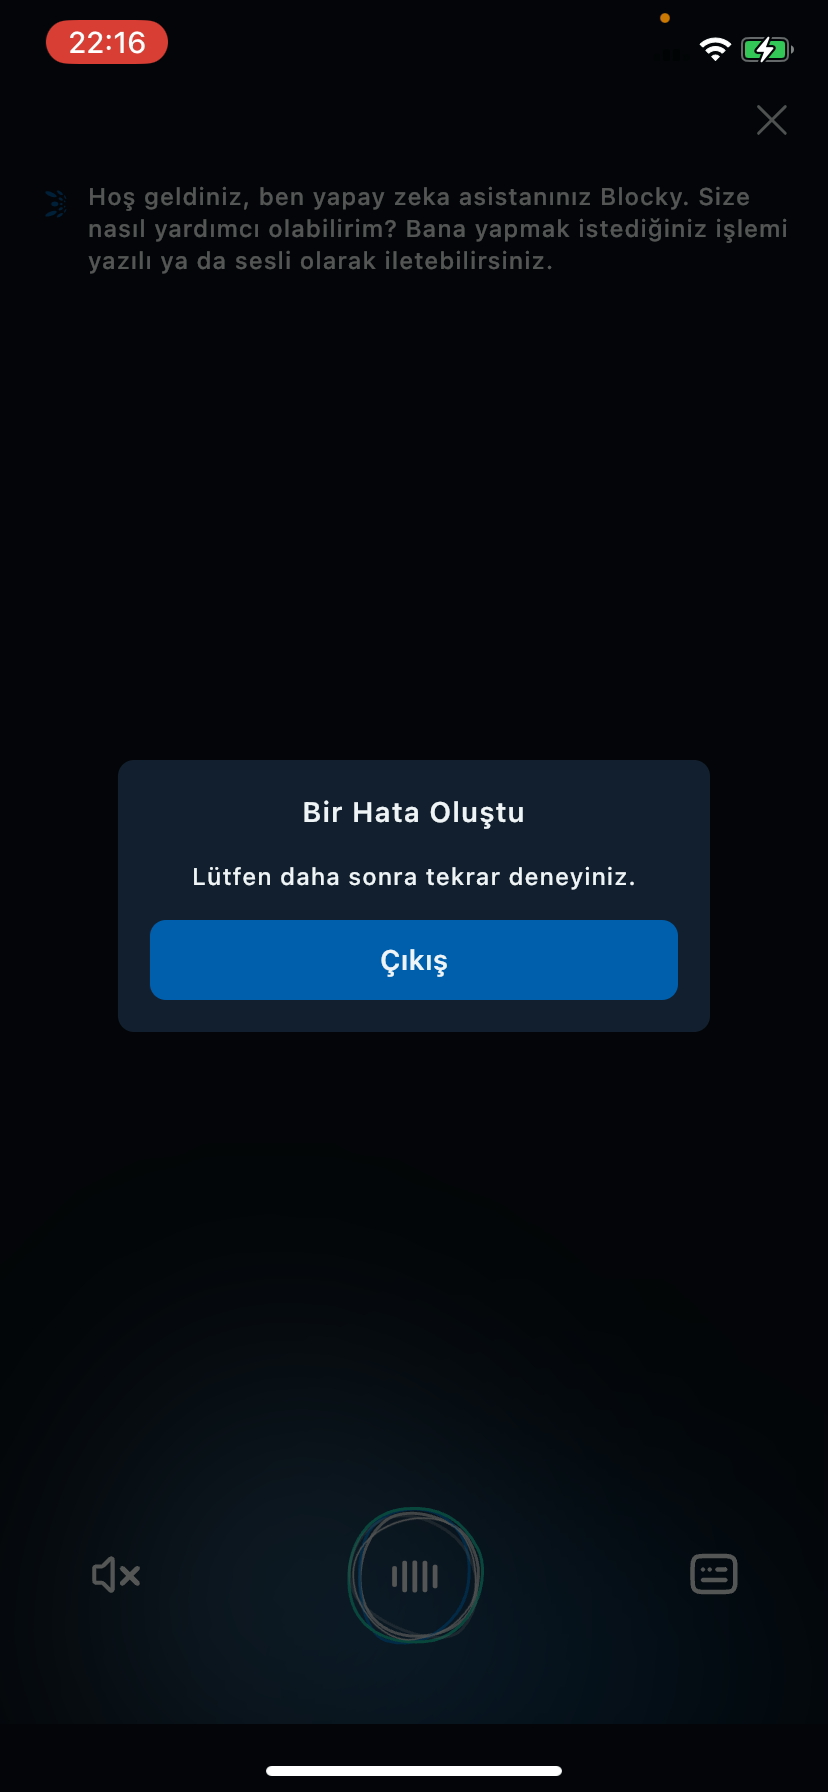 22:16
Hoş geldiniz, ben yapay zeka asistanınız Blocky. Size
nasıl yardımcı olabilirim? Bana yapmak istediğiniz işlemi
yazılı ya da sesli olarak iletebilirsiniz.
Bir Hata Oluştu
Lütfen daha sonra tekrar deneyiniz.
Çıkış